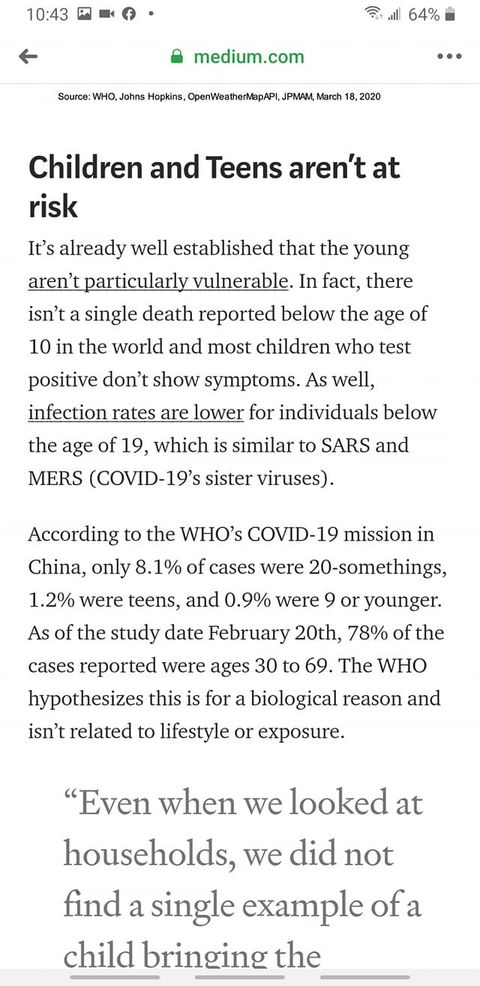 10:43 64%
medium.com
Source: WHO, Johns Hopkins, OpenWeatherMapAPI, JPMAM, March 18, 2020
Children and Teens aren’t at
risk
It’s already well established that the young
aren’t particularly vulnerable. In fact, there
isn’t a single death reported below the age of
10 in the world and most children who test
positive don’t show symptoms. As well,
infection rates are lower for individuals below
the age of 19, which is similar to SARS and
MERS (COVID-19’s sister viruses).
According to the WHO’s COVID-19 mission in
China, only 8.1% of cases were 20-somethings,
1.2% were teens, and 0.9% were 9 or younger.
As of the study date February 20th, 78% of the
cases reported were ages 30 to 69. The WHO
hypothesizes this is for a biological reason and
isn’t related to lifestyle or exposure.
“Even when we looked at
households, we did not
find a single example of a
child bringing the